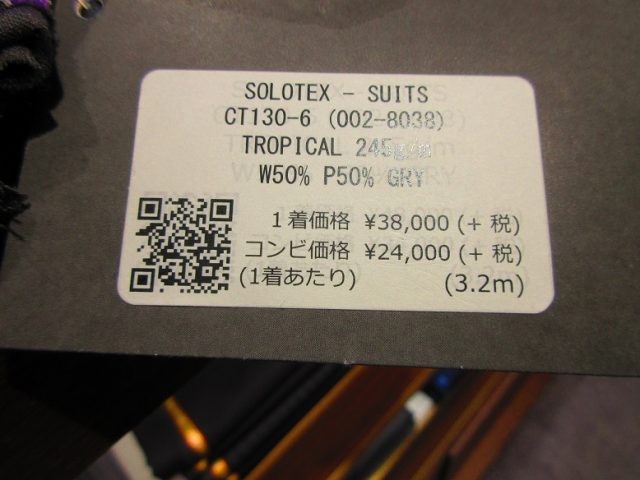 SOLOTEX - SUITS
CT130-6 (002-8038)
TROPICAL 245g/m
W50% P50% GRY
1着価格 ¥38,000 (+ 税)
コンビ価格 ¥24,000 (+ 税)
(1着あたり) (3.2m)